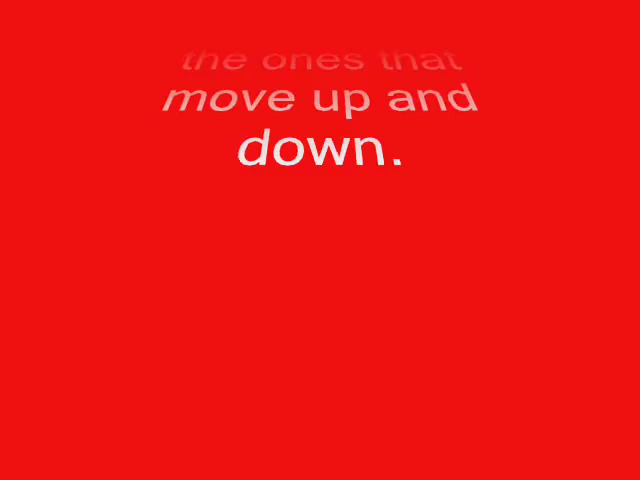 the ones that
move up and
down.